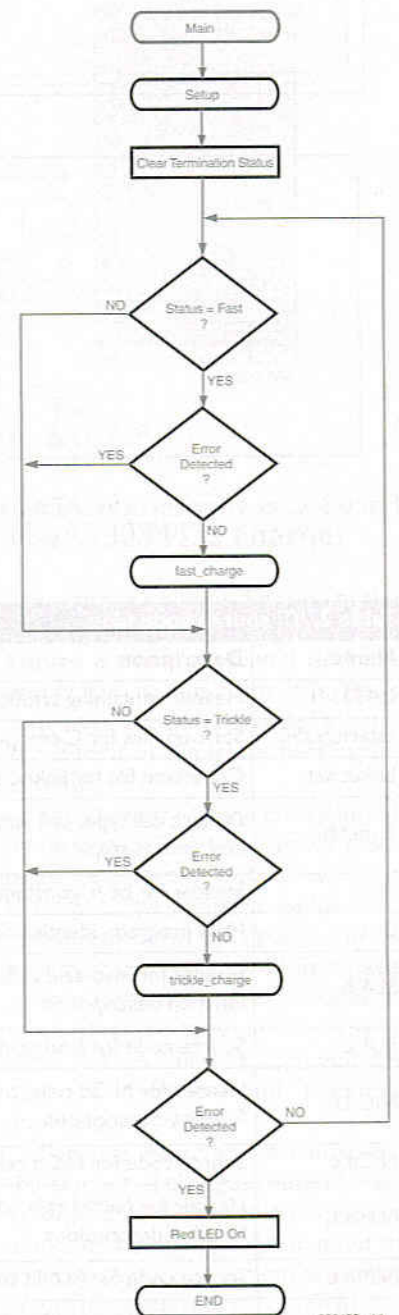 Main
Setup
Clear Termination Status
Status = Fast
?
NO
YES
Error
Detected
?
YES
NO
fast_charge
Status = Trickle
?
NO
YES
Error
Detected
?
YES
NO
trickle_charge
Error
Detected
?
NO
YES
Red LED On
END